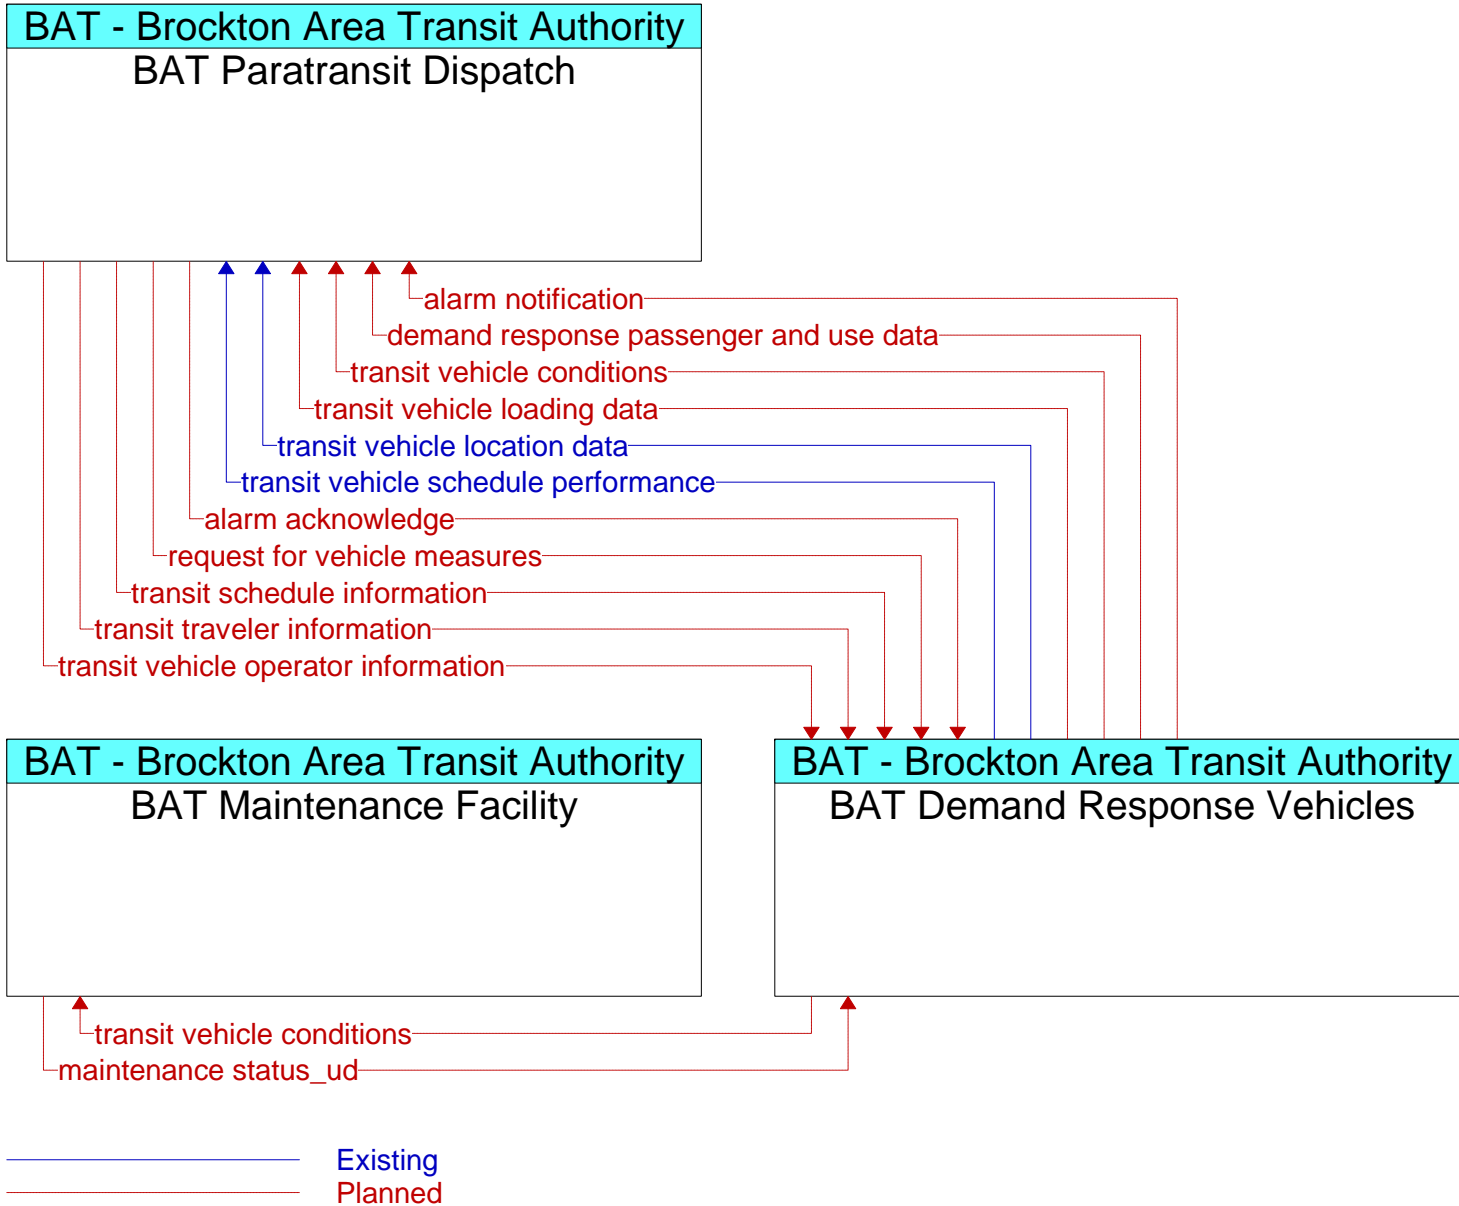 BAT - Brockton Area Transit Authority
BAT Paratransit Dispatch
alarm notification
demand response passenger and use data
transit vehicle conditions
transit vehicle loading data
transit vehicle location data
transit vehicle schedule performance
alarm acknowledge
request for vehicle measures
transit schedule information
transit traveler information
transit vehicle operator information
BAT - Brockton Area Transit Authority
BAT Maintenance Facility
BAT - Brockton Area Transit Authority
BAT Demand Response Vehicles
transit vehicle conditions
maintenance status_ud
Existing
Planned